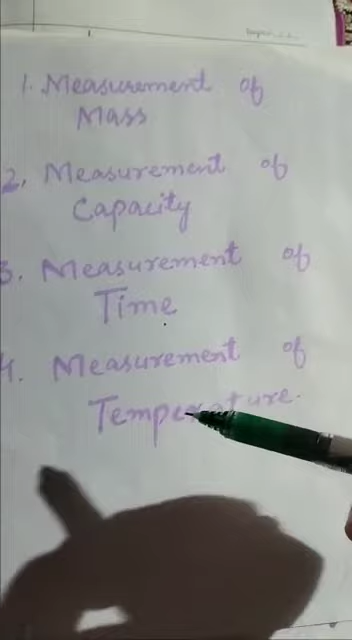 1. Measurement of
Mass
2. Measurement of
Capacity
3. Measurement of
Time
4. Measurement of
Temperature.